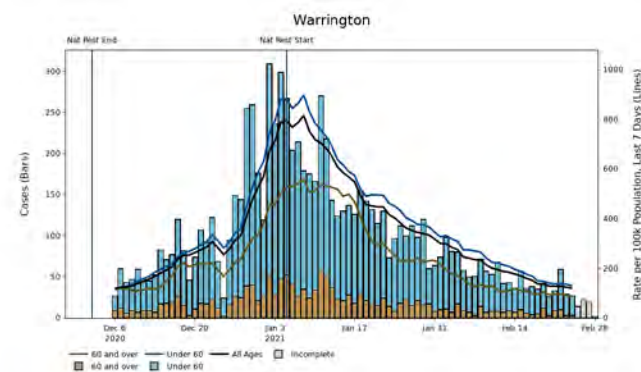 Warrington
Nat Rest End
Nat Rest Start
300
250
200
150
100
50
0
Cases (Bars)
1000
800
600
400
200
0
Rate per 100k Population, Last 7 Days (Lines)
Dec 6
2020
Dec 20
Jan 3
2021
Jan 17
Jan 31
Feb 14
Feb 28
60 and over
Under 60
All Ages
Incomplete
60 and over
Under 60